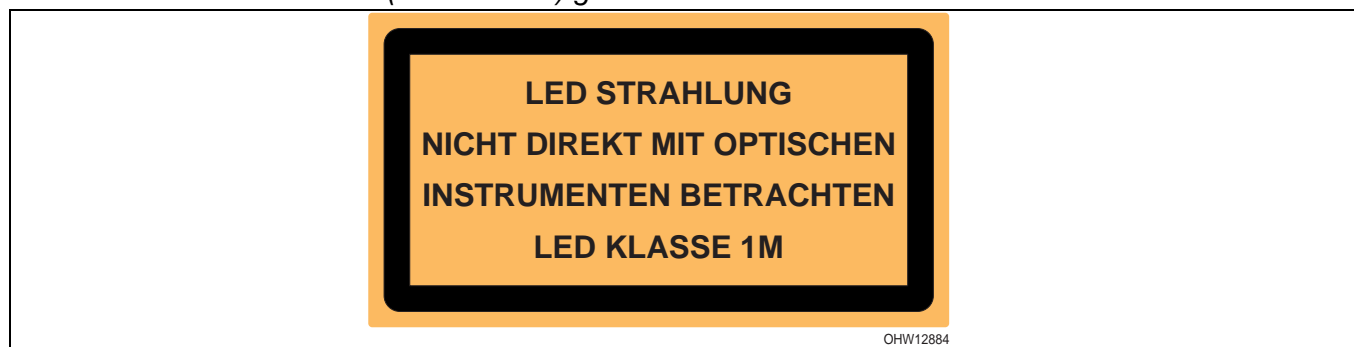 LED STRAHLUNG
NICHT DIREKT MIT OPTISCHEN
INSTRUMENTEN BETRACHTEN
LED KLASSE 1M
OHW12884